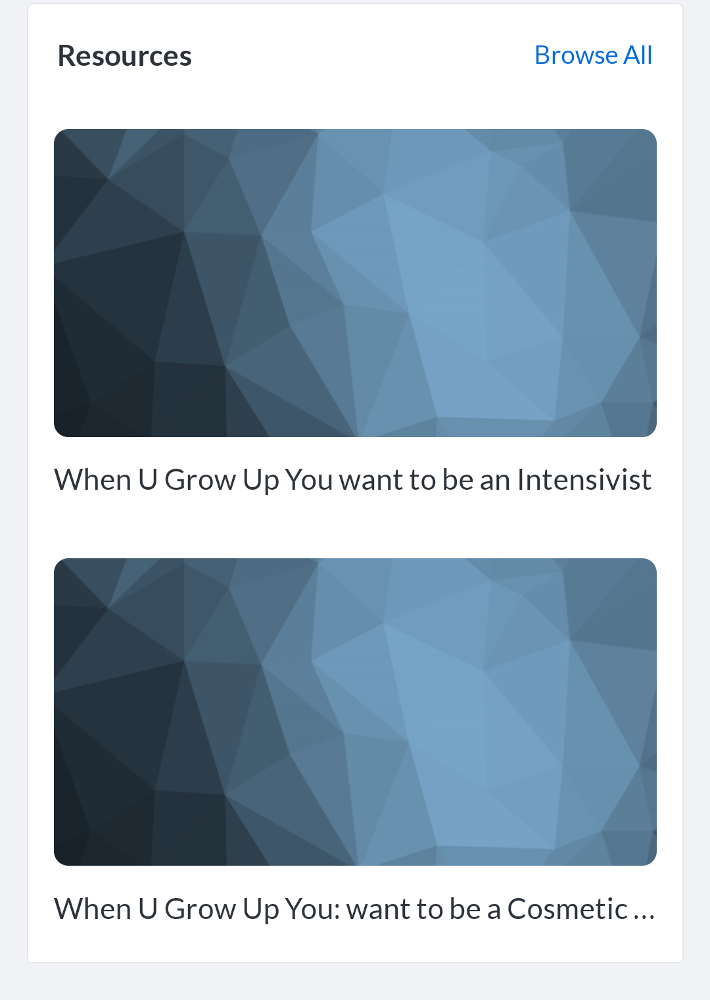 Resources
Browse All
When U Grow Up You want to be an Intensivist
When U Grow Up You: want to be a Cosmetic ...